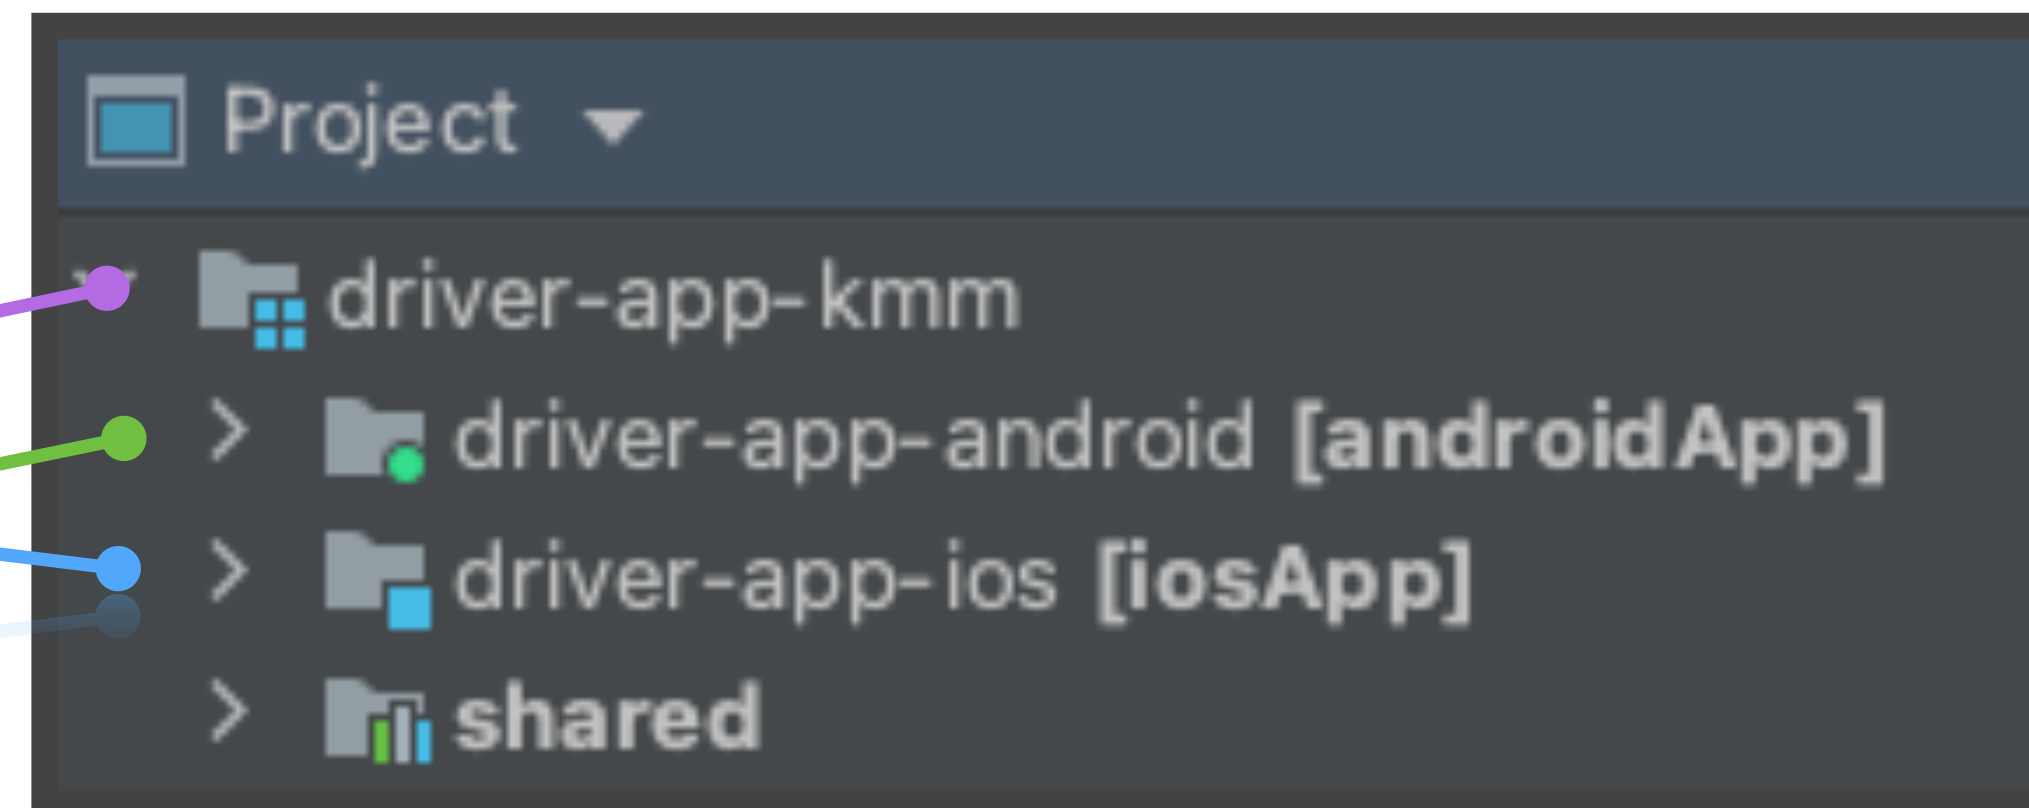 Project
driver-app-kmm
driver-app-android [androidApp]
driver-app-ios [iosApp]
shared